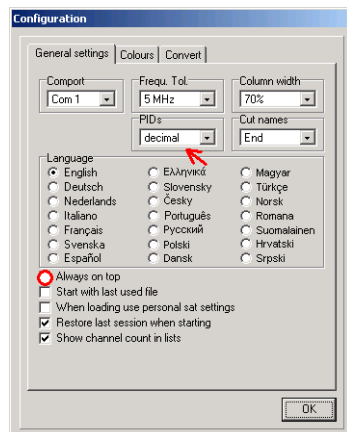 Configuration
General settings Colours Convert
Comport Frequ. Tol. Column width
Com 1 5 MHz 70%
PIDs Cut names
decimal End
Language
English Ελληνικά Magyar
Deutsch Slovensky Türkçe
Nederlands Česky Norsk
Italiano Português Romana
Français Русский Suomalainen
Svenska Polski Hrvatski
Español Dansk Srpski
Always on top
Start with last used file
When loading use personal sat settings
Restore last session when starting
Show channel count in lists
OK